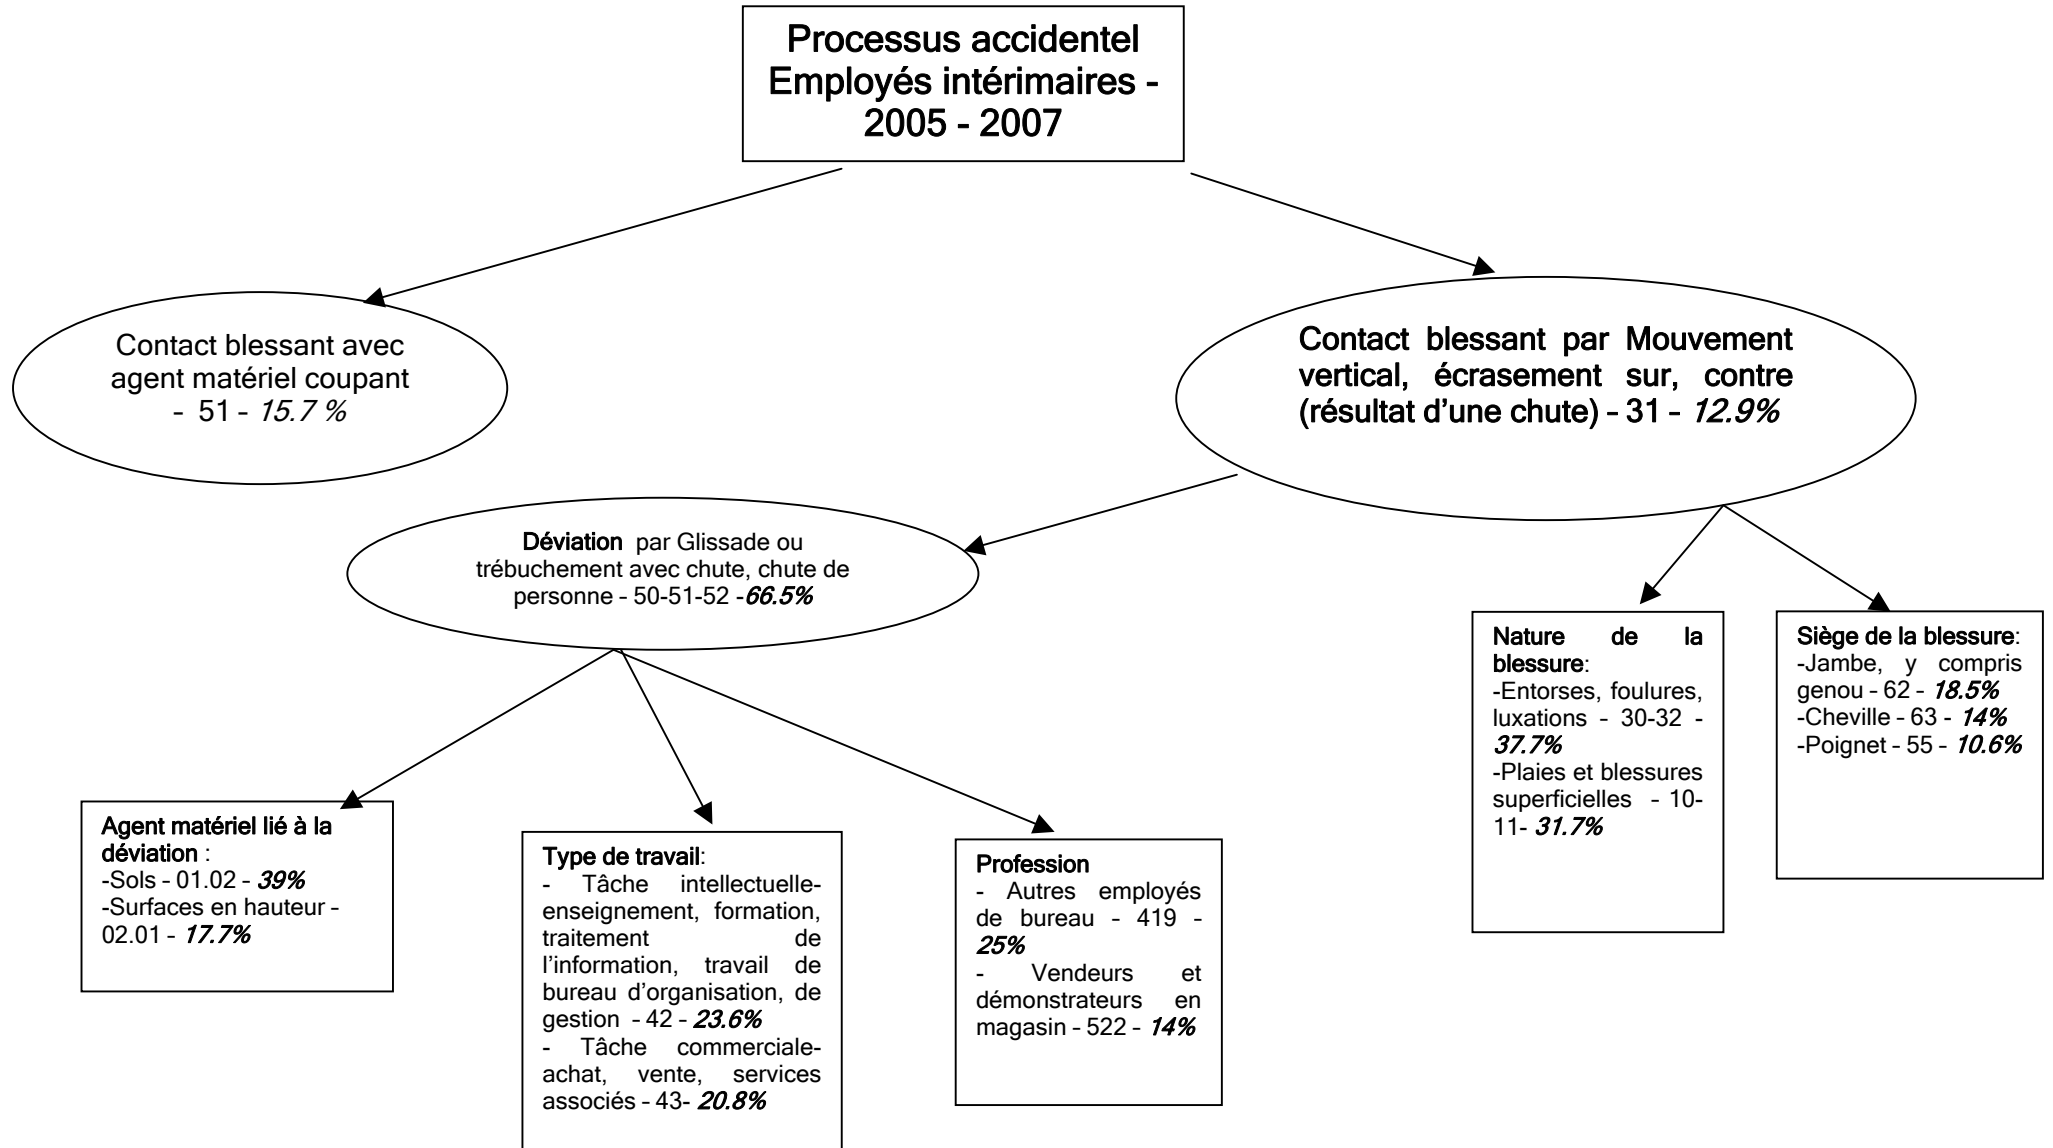 Processus accidentel
Employés intérimaires -
2005 - 2007
Contact blessant avec
agent matériel coupant
- 51 - 15.7 %
Contact blessant par Mouvement
vertical, écrasement sur, contre
(résultat d'une chute) - 31 - 12.9%
Déviation par Glissade ou
trébuchement avec chute, chute de
personne - 50-51-52 -66.5%
Agent matériel lié à la
déviation :
-Sols - 01.02 - 39%
-Surfaces en hauteur -
02.01 - 17.7%
Type de travail:
- Tâche intellectuelle-
enseignement, formation,
traitement de
l'information, travail de
bureau d'organisation, de
gestion - 42 - 23.6%
- Tâche commerciale-
achat, vente, services
associés - 43- 20.8%
Profession
- Autres employés
de bureau - 419 -
25%
- Vendeurs et
démonstrateurs en
magasin - 522 - 14%
Nature de la
blessure:
-Entorses, foulures,
luxations - 30-32 -
37.7%
-Plaies et blessures
superficielles - 10-
11- 31.7%
Siège de la blessure:
-Jambe, y compris
genou - 62 - 18.5%
-Cheville - 63 - 14%
-Poignet - 55 - 10.6%